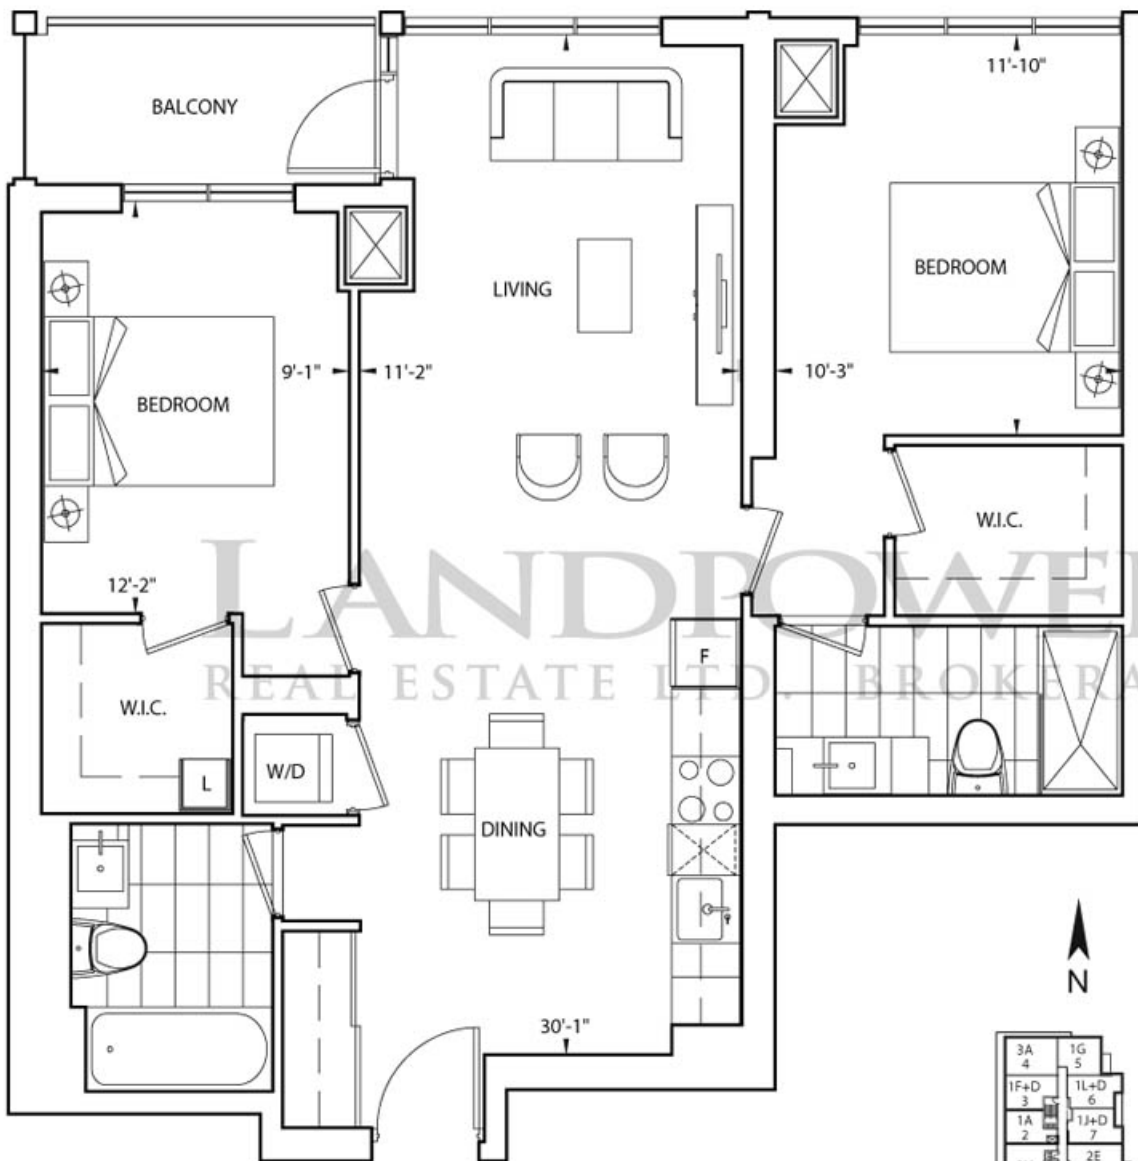 BALCONY
11'-10"
LIVING
BEDROOM
9'-1"
11'-2"
10'-3"
BEDROOM
W.I.C.
12'-2"
LANDPOWE
REAL ESTATE LTD. BROKERA
F
W.I.C.
L
W/D
DINING
N
30'-1"
3A
4
1G
5
1F+D
3
1L+D
6
1A
2
1J+D
7
2E